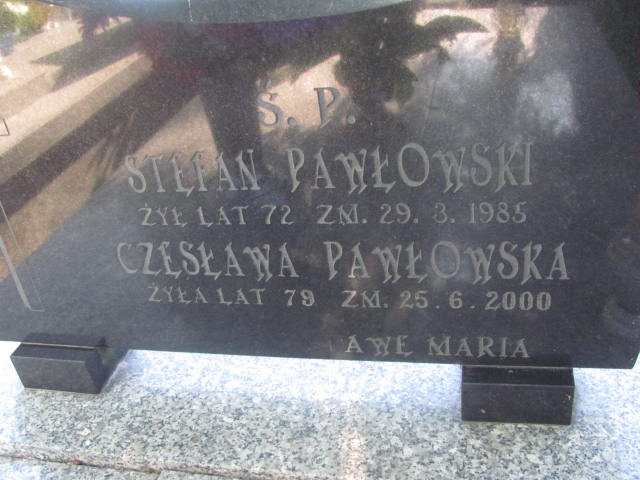 Ś. P.
STEFAN PAWŁOWSKI
ŻYŁ LAT 72 ZM. 29. 3. 1985
CZESŁAWA PAWŁOWSKA
ŻYŁA LAT 79 ZM. 25. 6. 2000
AWE MARIA